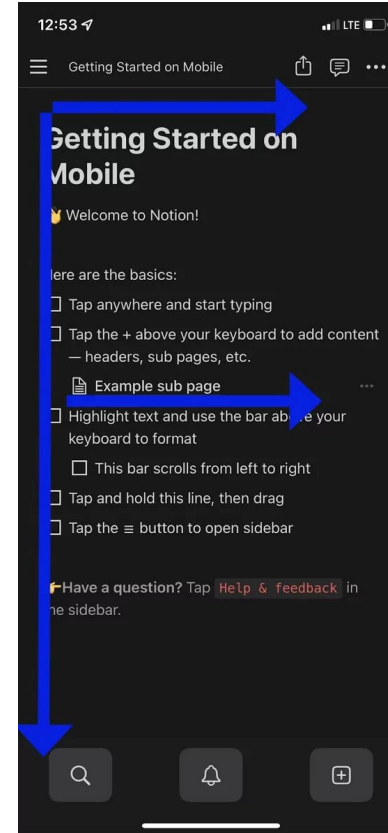 12:53
LTE
Getting Started on Mobile
Getting Started on
Mobile
Welcome to Notion!
Here are the basics:
Tap anywhere and start typing
Tap the + above your keyboard to add content
— headers, sub pages, etc.
Example sub page
Highlight text and use the bar above your
keyboard to format
This bar scrolls from left to right
Tap and hold this line, then drag
Tap the ≡ button to open sidebar
Have a question? Tap Help & feedback in
the sidebar.